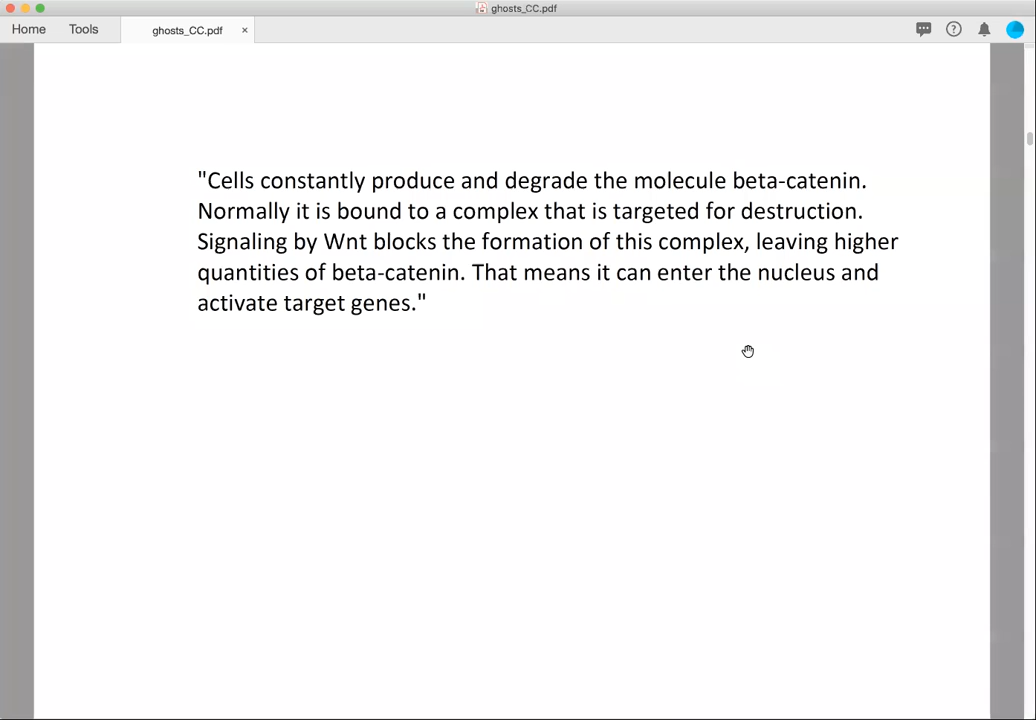 ghosts_CC.pdf
Home Tools ghosts_CC.pdf ×
"Cells constantly produce and degrade the molecule beta-catenin.
Normally it is bound to a complex that is targeted for destruction.
Signaling by Wnt blocks the formation of this complex, leaving higher
quantities of beta-catenin. That means it can enter the nucleus and
activate target genes."